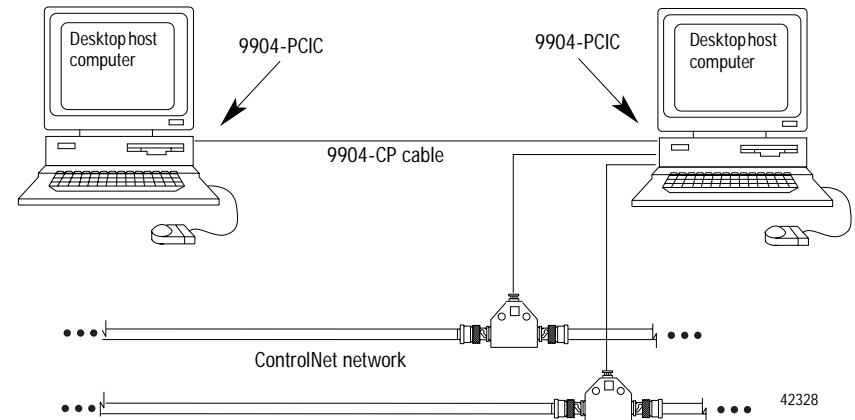 Desktop host
computer
9904-PCIC
9904-PCIC
Desktop host
computer
9904-CP cable
ControlNet network
42328